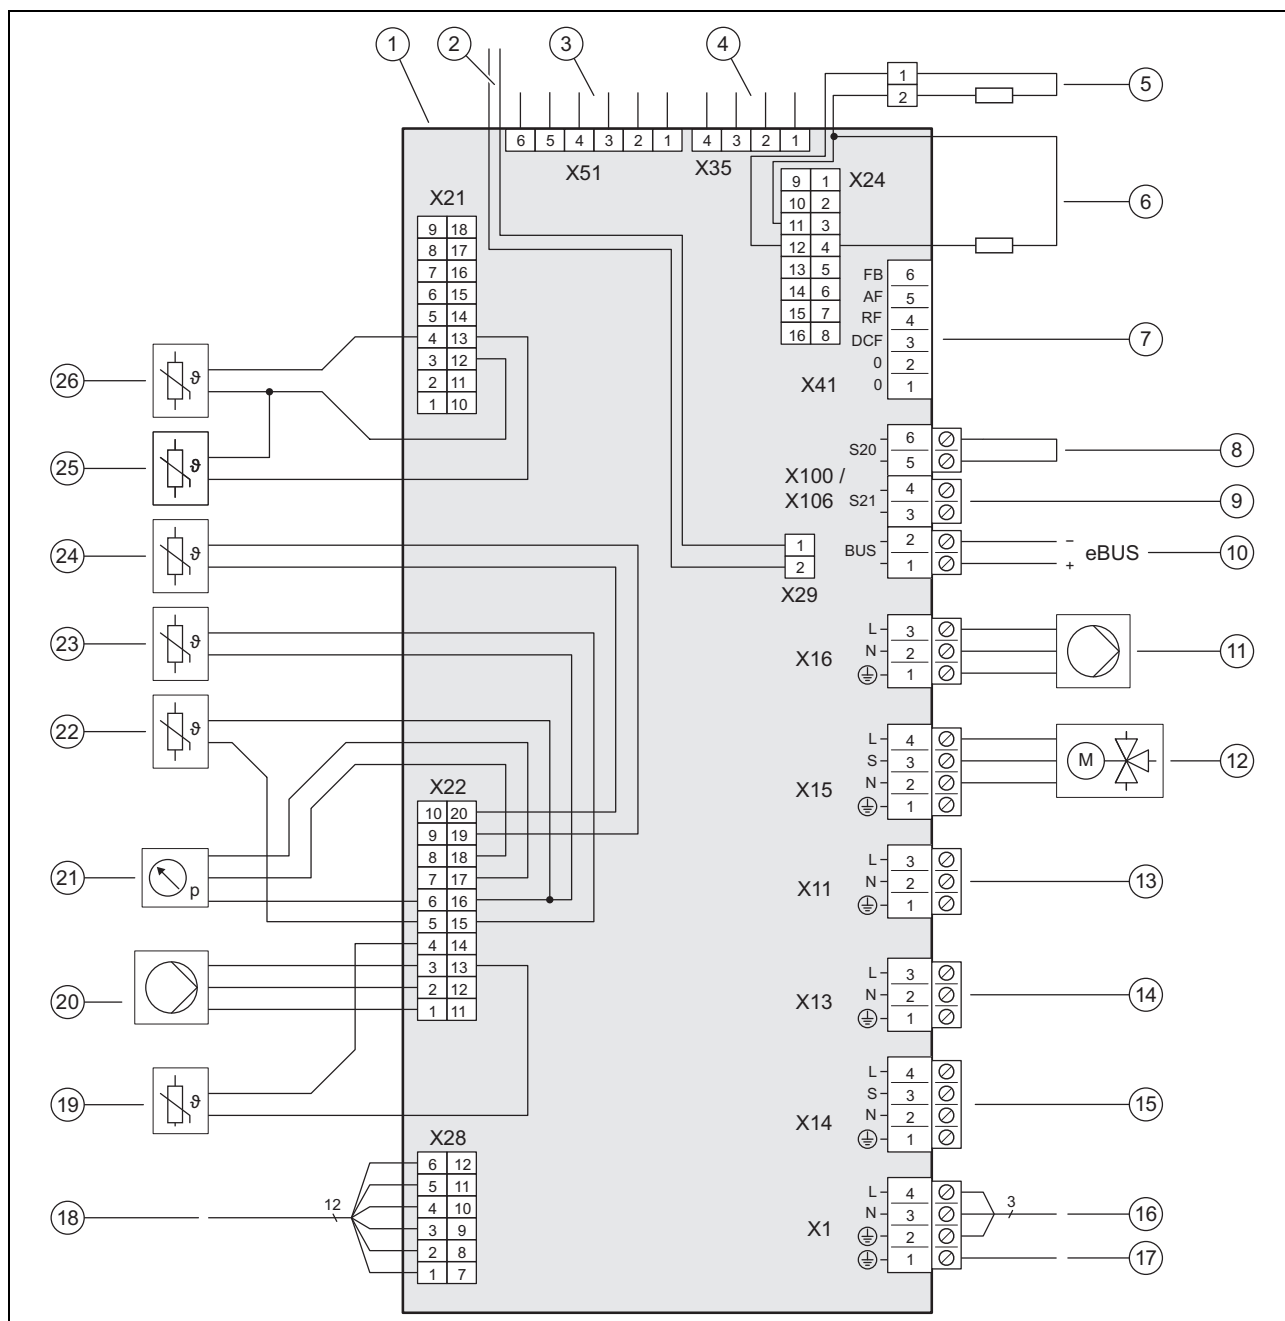 1
2
3
4
5
6
7
8
9
10
11
12
13
14
15
16
17
18
19
20
21
22
23
24
25
26
6 5 4 3 2 1
X51
4 3 2 1
X35
1
2
X24
9 1
10 2
11 3
12 4
13 5
14 6
15 7
16 8
X21
9 18
8 17
7 16
6 15
5 14
4 13
3 12
2 11
1 10
FB 6
AF 5
RF 4
DCF 3
0 2
0 1
X41
X100 /
X106
S20
6
5
S21
4
3
BUS
2
1
− eBUS
+
1
2
X29
X16
L 3
N 2
1
X15
L 4
S 3
N 2
1
M
X11
L 3
N 2
1
X13
L 3
N 2
1
X14
L 4
S 3
N 2
1
X1
L 4
N 3
2
1
3
ϑ
ϑ
ϑ
ϑ
ϑ
p
ϑ
X22
10 20
9 19
8 18
7 17
6 16
5 15
4 14
3 13
2 12
1 11
X28
6 12
5 11
4 10
3 9
2 8
1 7
12